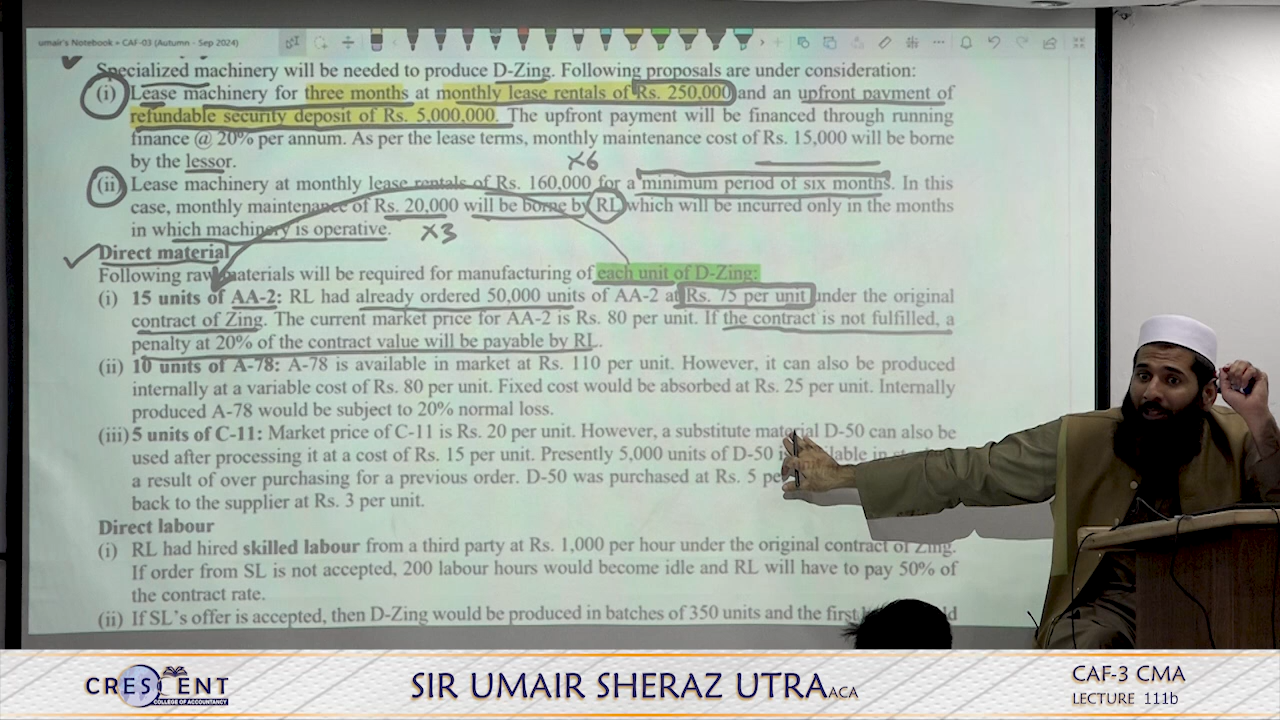 umair's Notebook » CAF-03 (Autumn - Sep 2024)
Specialized machinery will be needed to produce D-Zing. Following proposals are under consideration:
(i) Lease machinery for three months at monthly lease rentals of Rs. 250,000 and an upfront payment of
refundable security deposit of Rs. 5,000,000. The upfront payment will be financed through running
finance @ 20% per annum. As per the lease terms, monthly maintenance cost of Rs. 15,000 will be borne
by the lessor.
×6
(ii) Lease machinery at monthly lease rentals of Rs. 160,000 for a minimum period of six months. In this
case, monthly maintenance of Rs. 20,000 will be borne by RL which will be incurred only in the months
in which machinery is operative. ×3
Direct material
Following raw materials will be required for manufacturing of each unit of D-Zing:
(i) 15 units of AA-2: RL had already ordered 50,000 units of AA-2 at Rs. 75 per unit under the original
contract of Zing. The current market price for AA-2 is Rs. 80 per unit. If the contract is not fulfilled, a
penalty at 20% of the contract value will be payable by RL.
(ii) 10 units of A-78: A-78 is available in market at Rs. 110 per unit. However, it can also be produced
internally at a variable cost of Rs. 80 per unit. Fixed cost would be absorbed at Rs. 25 per unit. Internally
produced A-78 would be subject to 20% normal loss.
(iii) 5 units of C-11: Market price of C-11 is Rs. 20 per unit. However, a substitute material D-50 can also be
used after processing it at a cost of Rs. 15 per unit. Presently 5,000 units of D-50
a result of over purchasing for a previous order. D-50 was purchased at Rs. 5
back to the supplier at Rs. 3 per unit.
Direct labour
(i) RL had hired skilled labour from a third party at Rs. 1,000 per hour under the original contract of Zing.
If order from SL is not accepted, 200 labour hours would become idle and RL will have to pay 50% of
the contract rate.
(ii) If SL's offer is accepted, then D-Zing would be produced in batches of 350 units and the first
CRESCENT
COLLEGE OF ACCOUNTANCY
SIR UMAIR SHERAZ UTRA ACA
CAF-3 CMA
LECTURE 111b